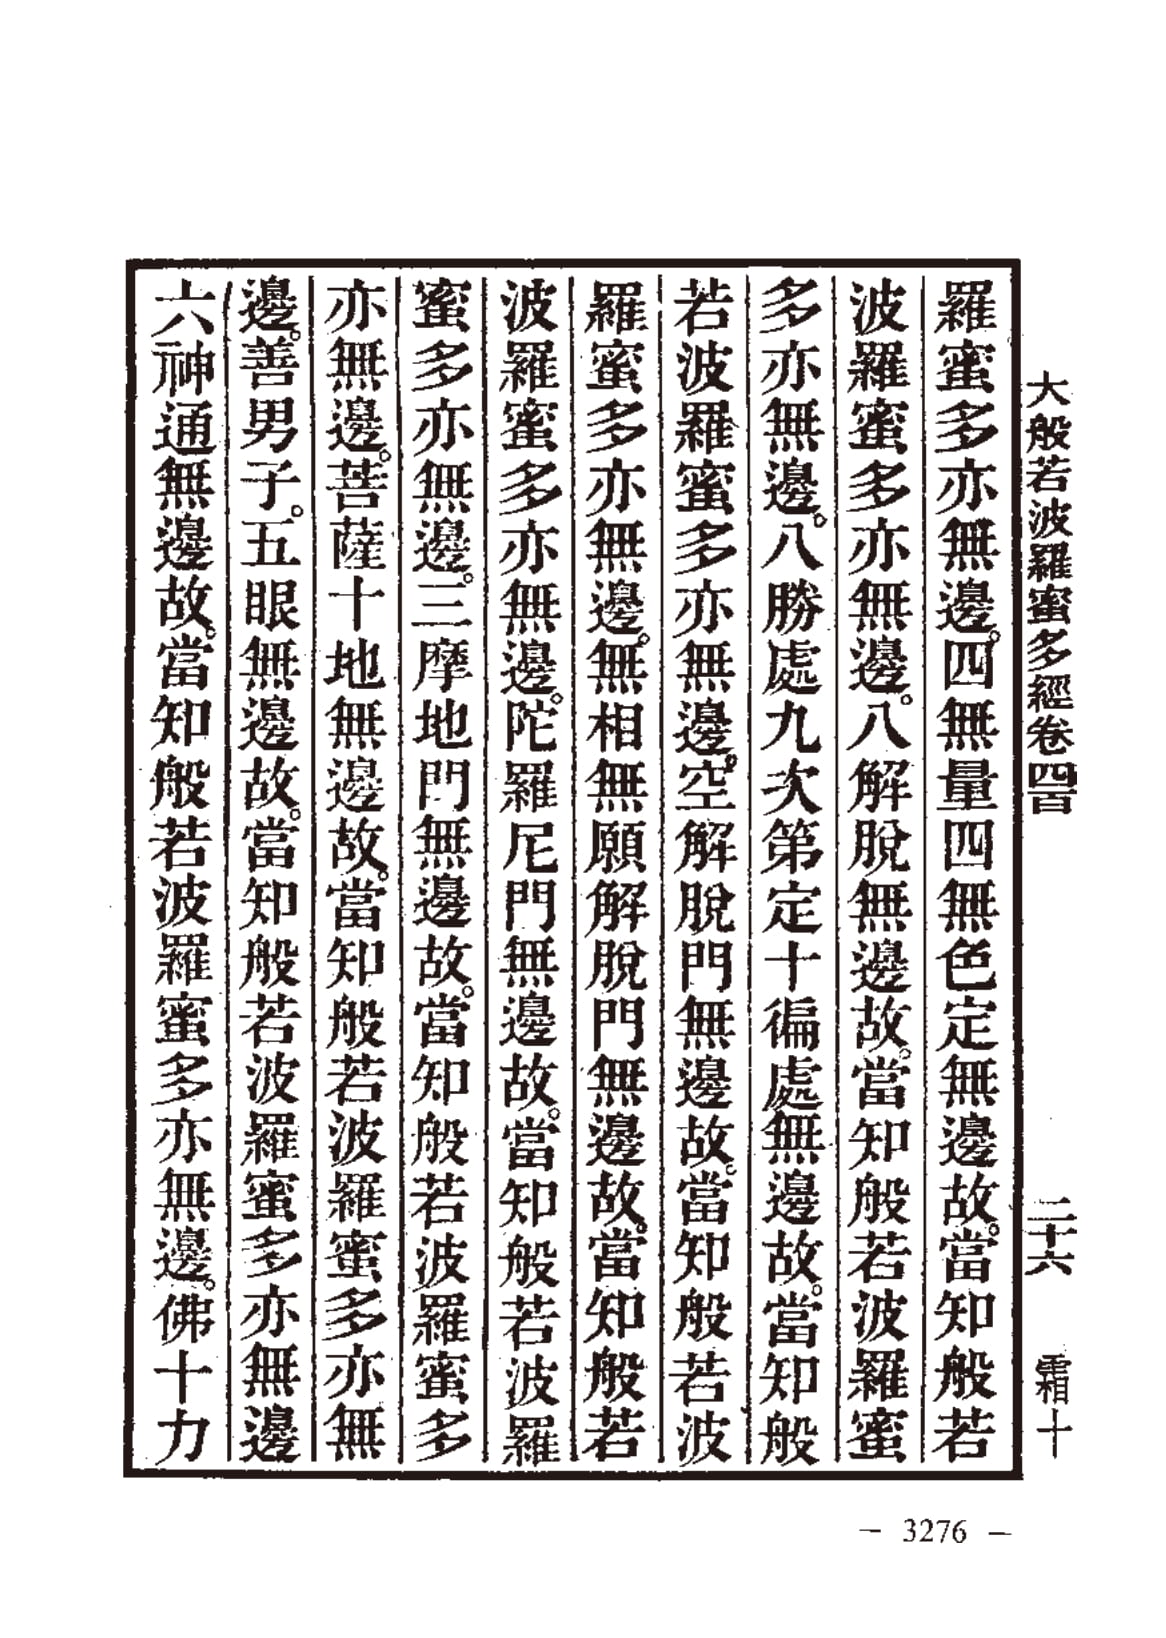 大般若波羅蜜多經卷四百 二十六 霜十
羅蜜多亦無邊。四無量四無色定無邊故。當知般若
波羅蜜多亦無邊。八解脫無邊故。當知般若波羅蜜
多亦無邊。八勝處九次第定十徧處無邊故。當知般
若波羅蜜多亦無邊。空解脫門無邊故。當知般若波
羅蜜多亦無邊。無相無願解脫門無邊故。當知般若
波羅蜜多亦無邊。陀羅尼門無邊故。當知般若波羅
蜜多亦無邊。三摩地門無邊故。當知般若波羅蜜多
亦無邊。菩薩十地無邊故。當知般若波羅蜜多亦無
邊。善男子。五眼無邊故。當知般若波羅蜜多亦無邊
六神通無邊故。當知般若波羅蜜多亦無邊。佛十力
— 3276 —